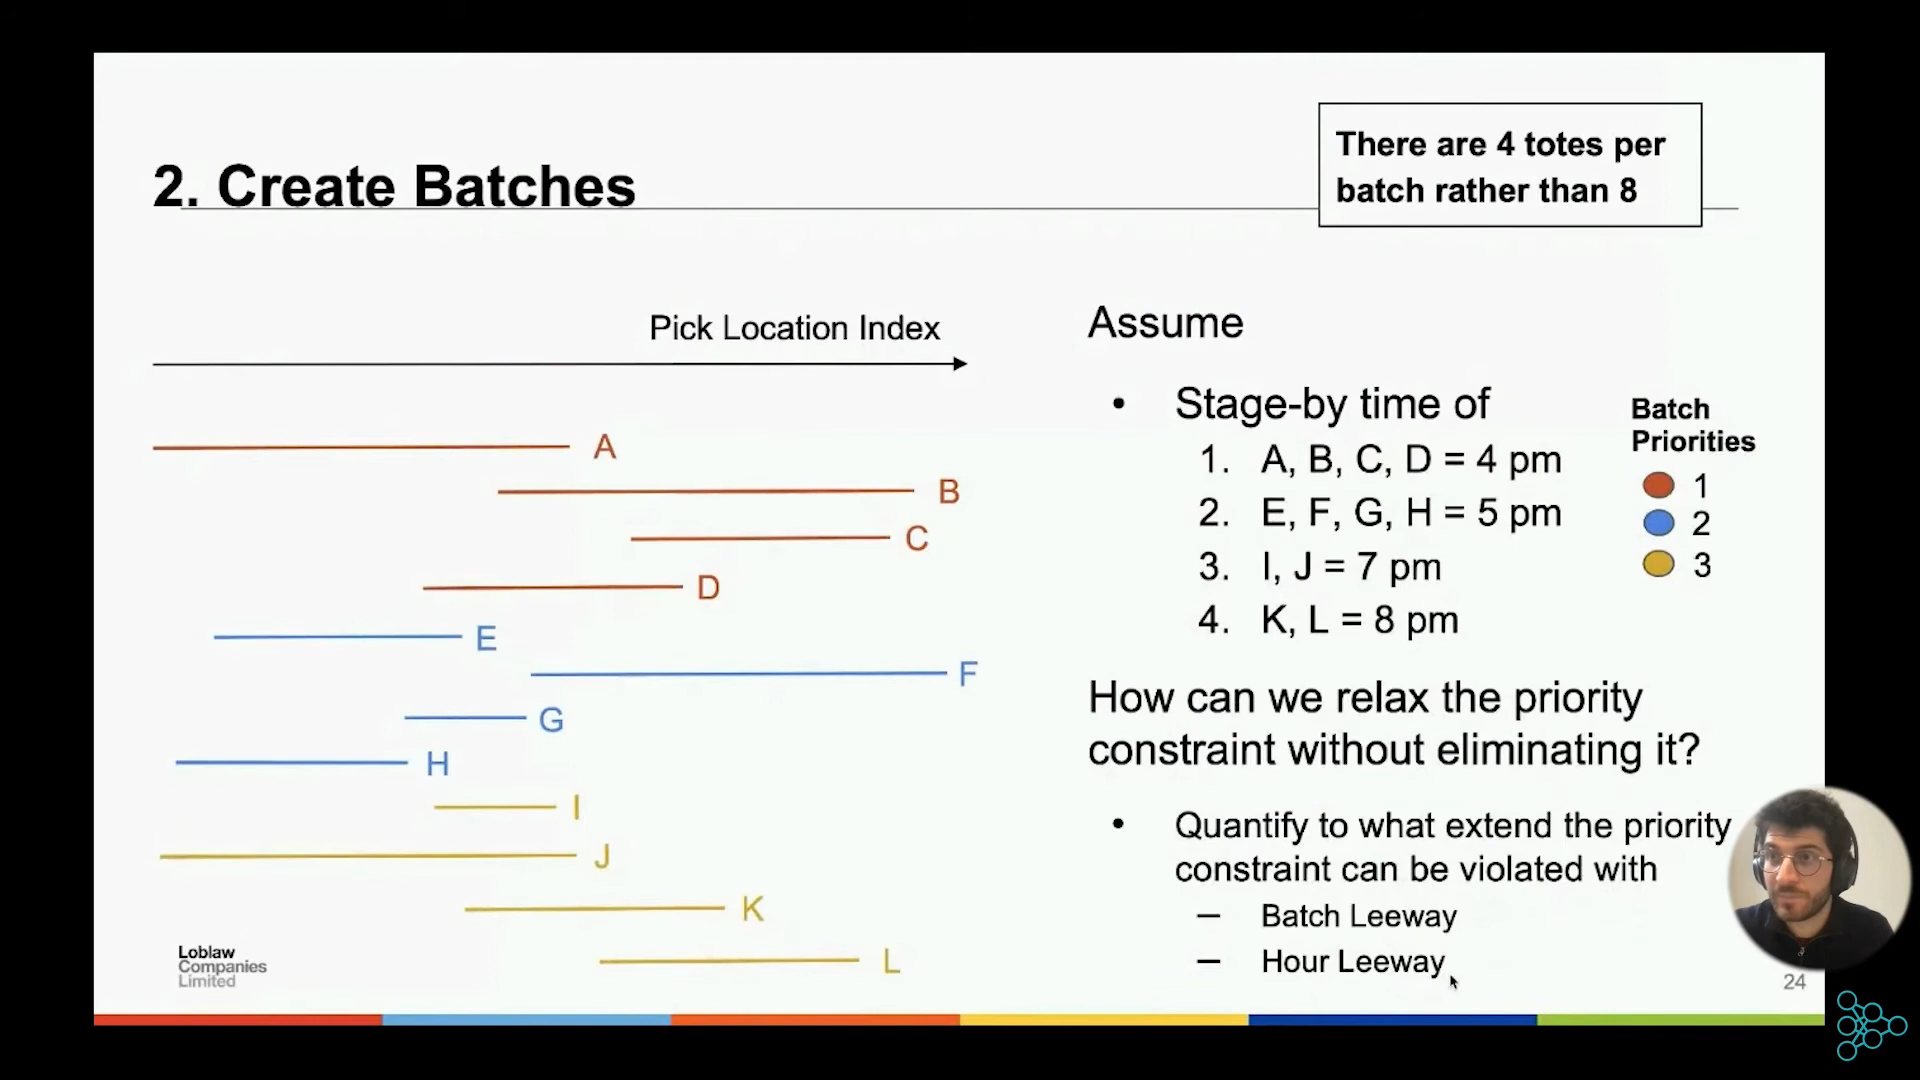 There are 4 totes per
batch rather than 8
2. Create Batches
Pick Location Index
A
B
C
D
E
F
G
H
I
J
K
L
Assume
• Stage-by time of
1. A, B, C, D = 4 pm
2. E, F, G, H = 5 pm
3. I, J = 7 pm
4. K, L = 8 pm
Batch
Priorities
1
2
3
How can we relax the priority
constraint without eliminating it?
• Quantify to what extend the priority
constraint can be violated with
– Batch Leeway
– Hour Leeway
Loblaw
Companies
Limited
24